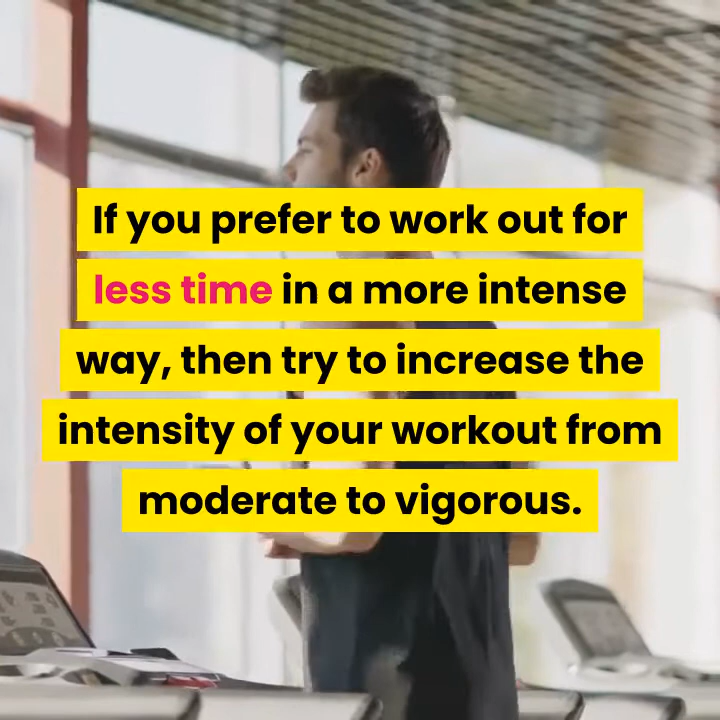 If you prefer to work out for
less time in a more intense
way, then try to increase the
intensity of your workout from
moderate to vigorous.